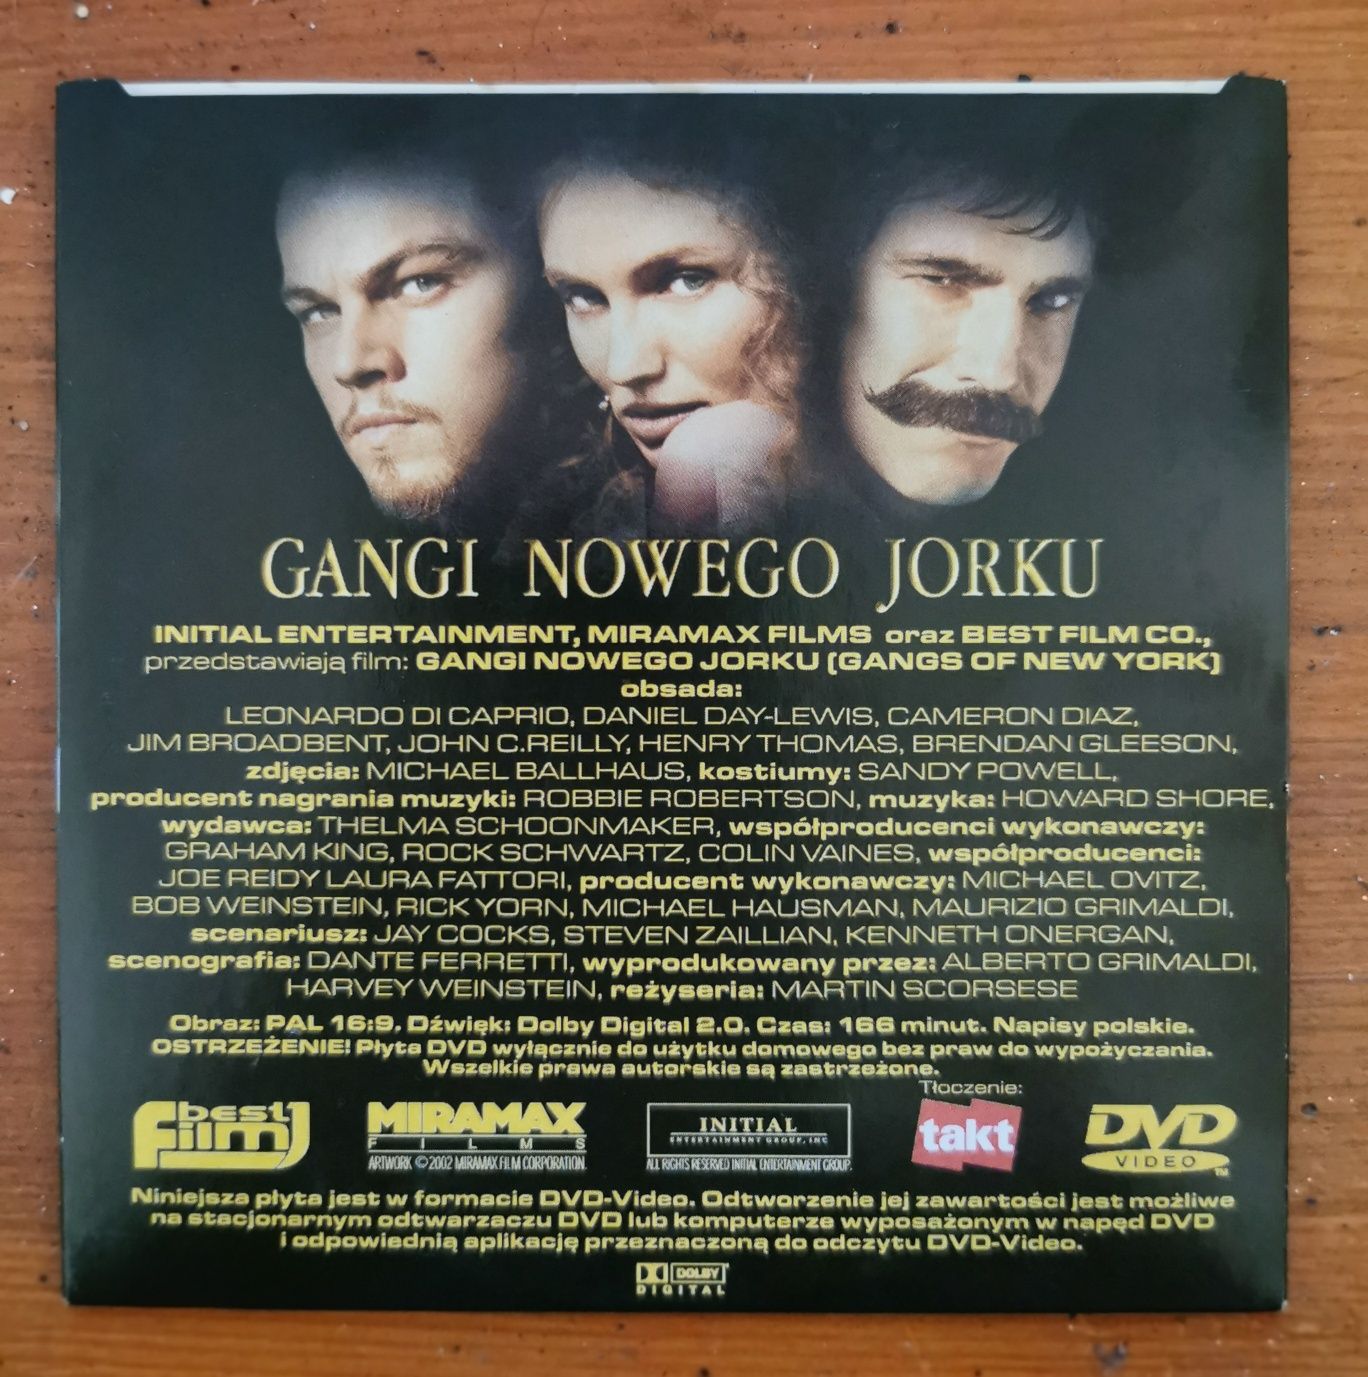 GANGI NOWEGO JORKU
INITIAL ENTERTAINMENT, MIRAMAX FILMS oraz BEST FILM CO.,
przedstawiają film: GANGI NOWEGO JORKU (GANGS OF NEW YORK)
obsada:
LEONARDO DI CAPRIO, DANIEL DAY-LEWIS, CAMERON DIAZ,
JIM BROADBENT, JOHN C.REILLY, HENRY THOMAS, BRENDAN GLEESON,
zdjęcia: MICHAEL BALLHAUS, kostiumy: SANDY POWELL,
producent nagrania muzyki: ROBBIE ROBERTSON, muzyka: HOWARD SHORE,
wydawca: THELMA SCHOONMAKER, współproducenci wykonawczy:
GRAHAM KING, ROCK SCHWARTZ, COLIN VAINES, współproducenci:
JOE REIDY LAURA FATTORI, producent wykonawczy: MICHAEL OVITZ,
BOB WEINSTEIN, RICK YORN, MICHAEL HAUSMAN, MAURIZIO GRIMALDI,
scenariusz: JAY COCKS, STEVEN ZAILLIAN, KENNETH ONERGAN,
scenografia: DANTE FERRETTI, wyprodukowany przez: ALBERTO GRIMALDI,
HARVEY WEINSTEIN, reżyseria: MARTIN SCORSESE
Obraz: PAL 16:9. Dźwięk: Dolby Digital 2.0. Czas: 166 minut. Napisy polskie.
OSTRZEŻENIE! Płyta DVD wyłącznie do użytku domowego bez praw do wypożyczania.
Wszelkie prawa autorskie są zastrzeżone.
Tłoczenie:
best film
MIRAMAX
FILMS
ARTWORK © 2002 MIRAMAX FILM CORPORATION.
INITIAL
ENTERTAINMENT GROUP, INC
ALL RIGHTS RESERVED INITIAL ENTERTAINMENT GROUP.
takt
DVD
VIDEO TM
Niniejsza płyta jest w formacie DVD-Video. Odtworzenie jej zawartości jest możliwe
na stacjonarnym odtwarzaczu DVD lub komputerze wyposażonym w napęd DVD
i odpowiednią aplikację przeznaczoną do odczytu DVD-Video.
DOLBY
DIGITAL